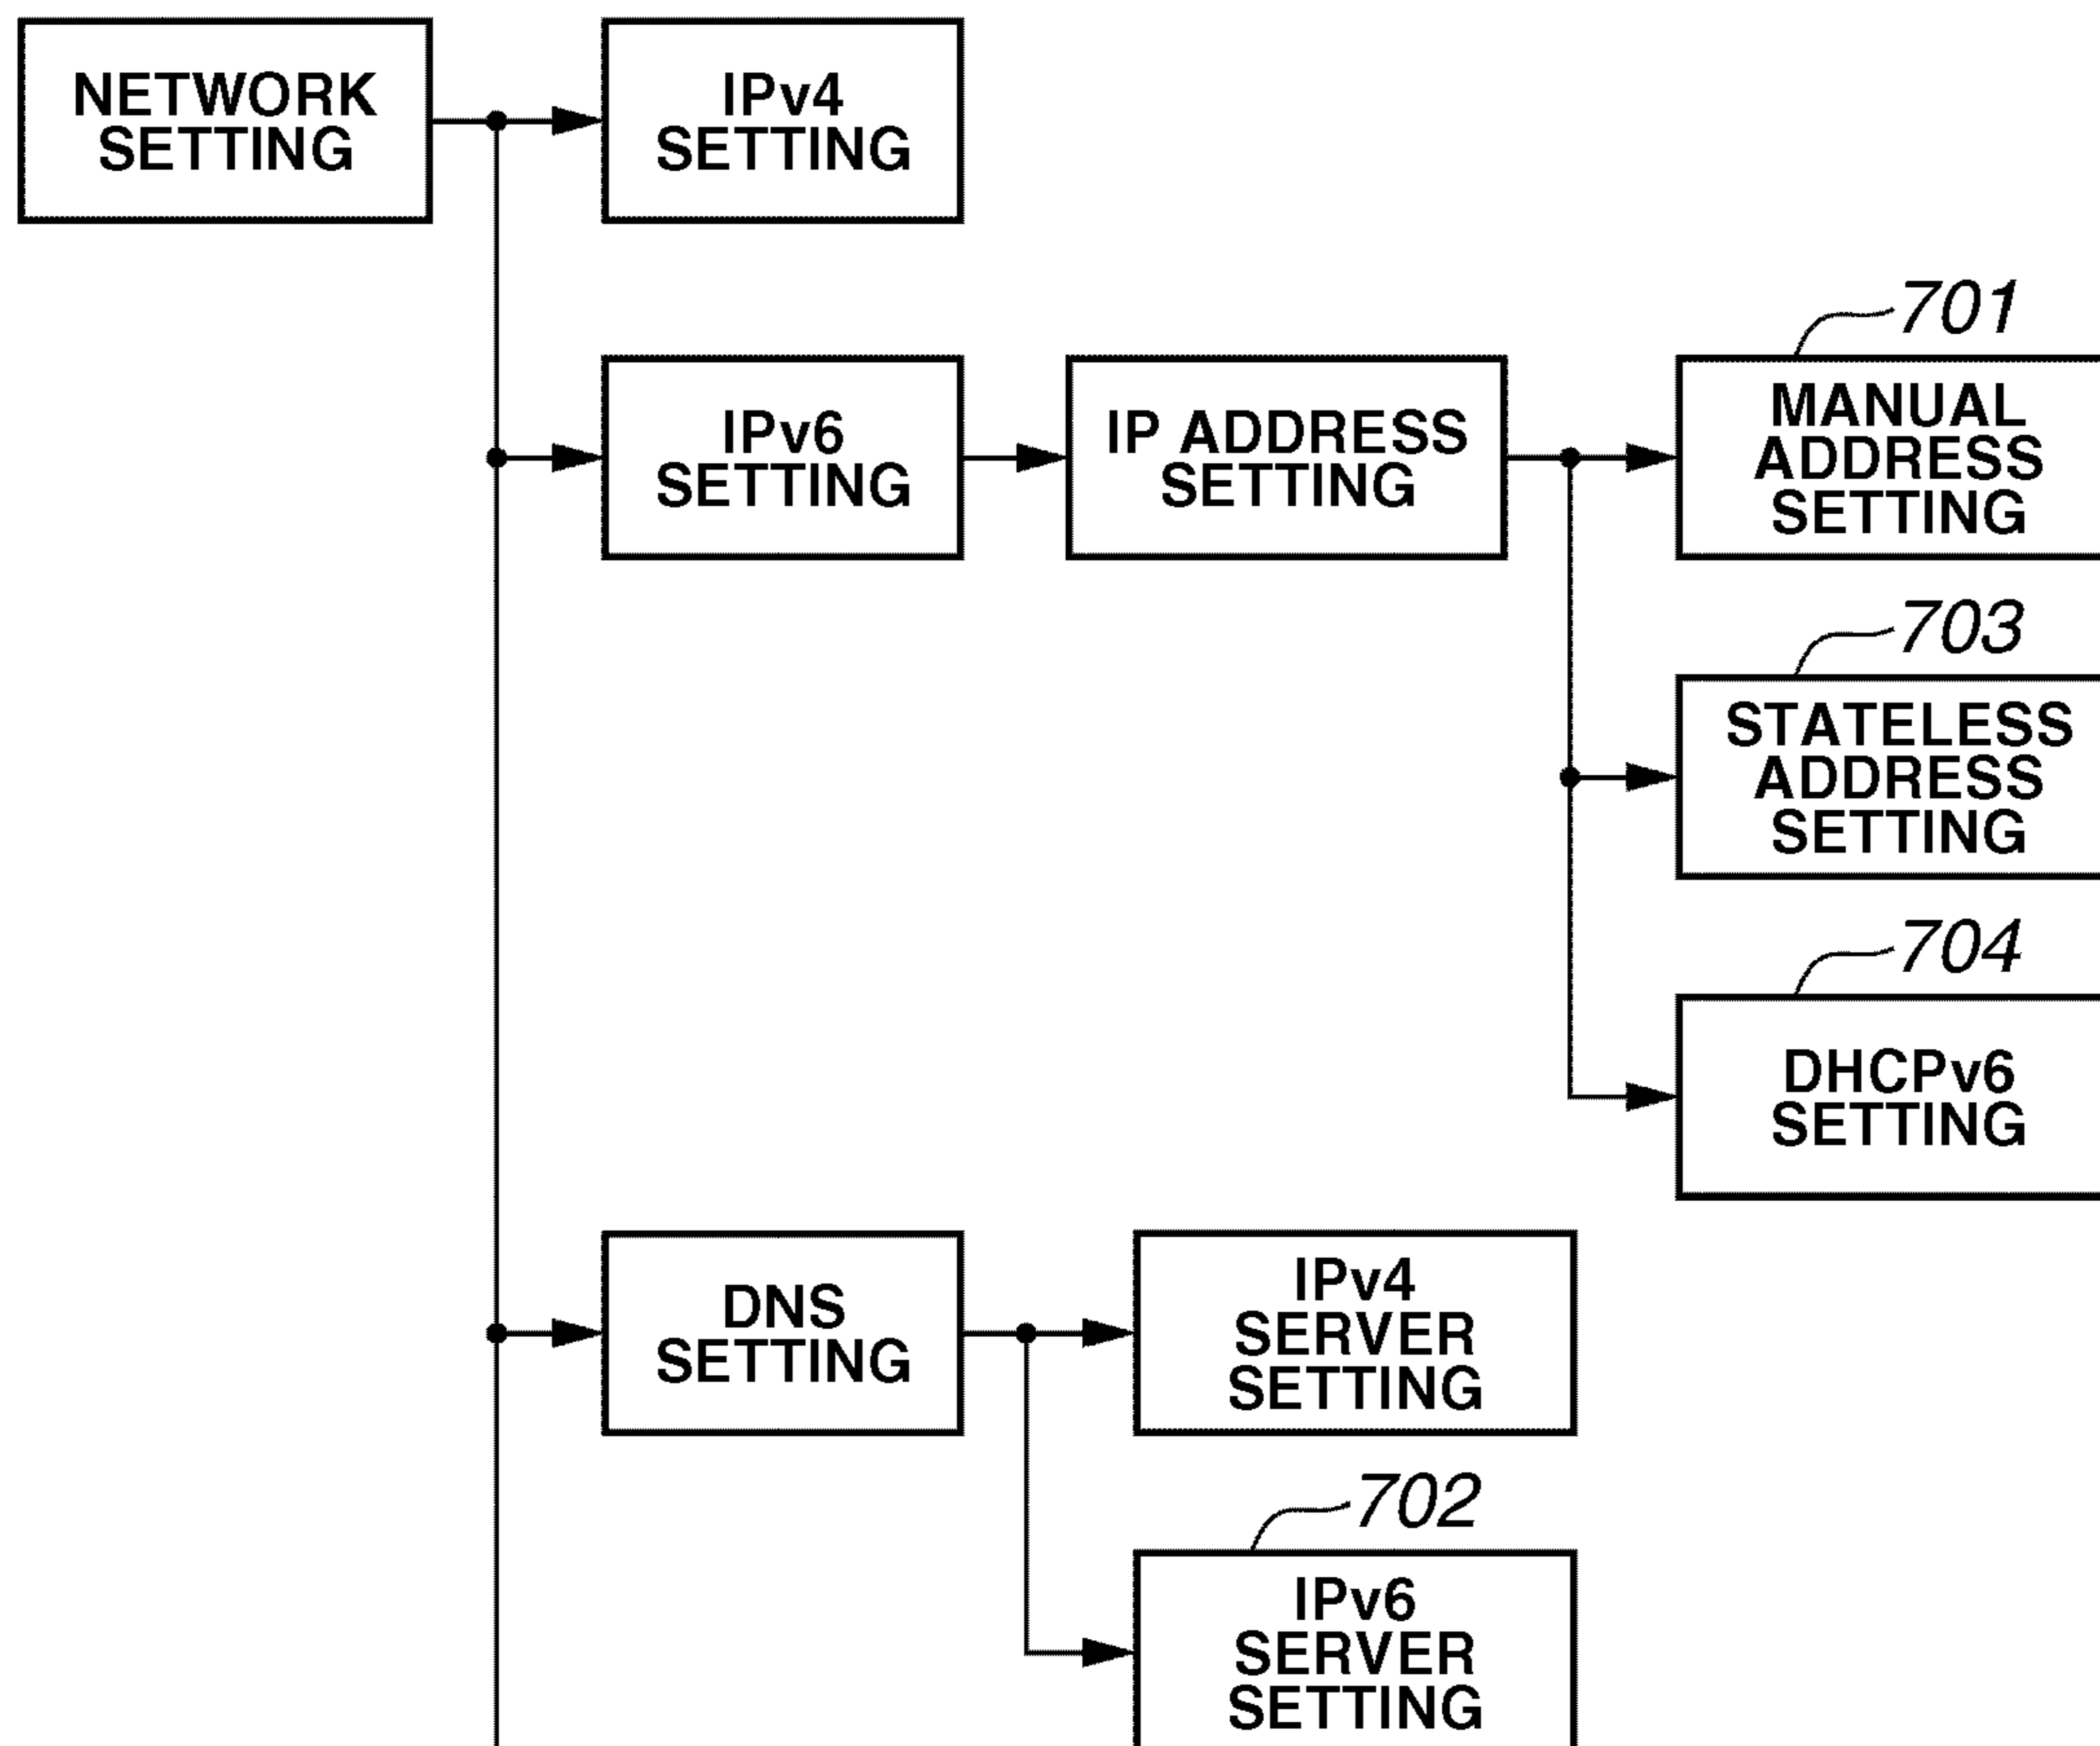 NETWORK
SETTING
IPv4
SETTING
701
IPv6
SETTING
IP ADDRESS
SETTING
MANUAL
ADDRESS
SETTING
703
STATELESS
ADDRESS
SETTING
704
DHCPv6
SETTING
DNS
SETTING
IPv4
SERVER
SETTING
702
IPv6
SERVER
SETTING